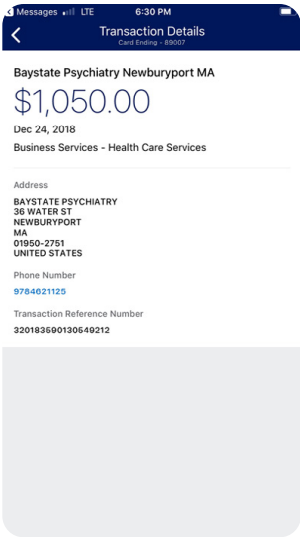 Messages LTE 6:30 PM
Transaction Details
Card Ending - 89007
Baystate Psychiatry Newburyport MA
$1,050.00
Dec 24, 2018
Business Services - Health Care Services
Address
BAYSTATE PSYCHIATRY
36 WATER ST
NEWBURYPORT
MA
01950-2751
UNITED STATES
Phone Number
9784621125
Transaction Reference Number
320183590130649212